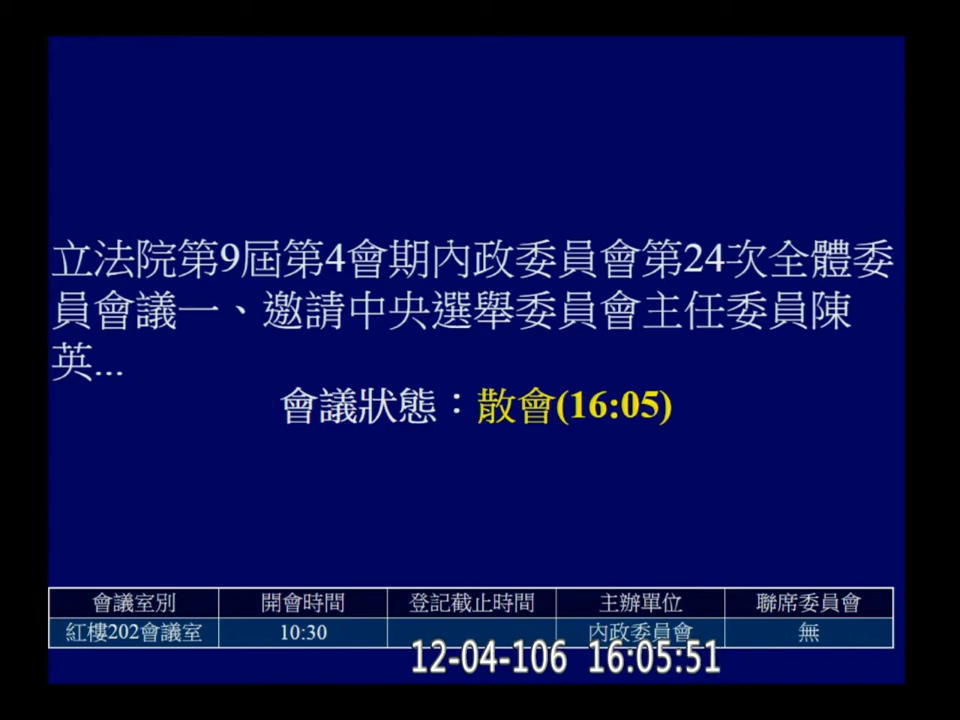 立法院第9屆第4會期內政委員會第24次全體委
員會議一、邀請中央選舉委員會主任委員陳
英...
會議狀態：散會(16:05)
會議室別 開會時間 登記截止時間 主辦單位 聯席委員會
紅樓202會議室 10:30 內政委員會 無
12-04-106 16:05:51